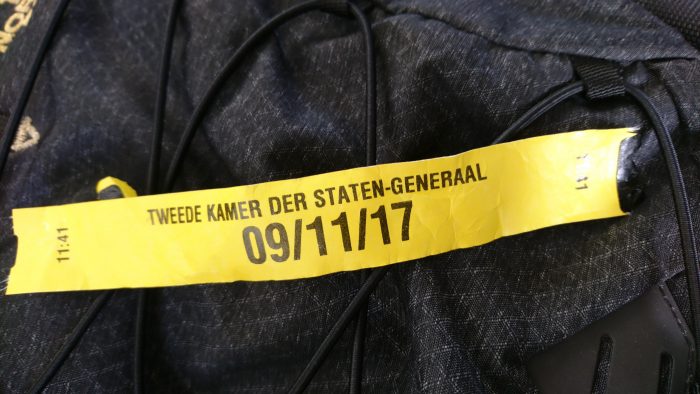 TWEEDE KAMER DER STATEN-GENERAAL
09/11/17
11:41
11:41